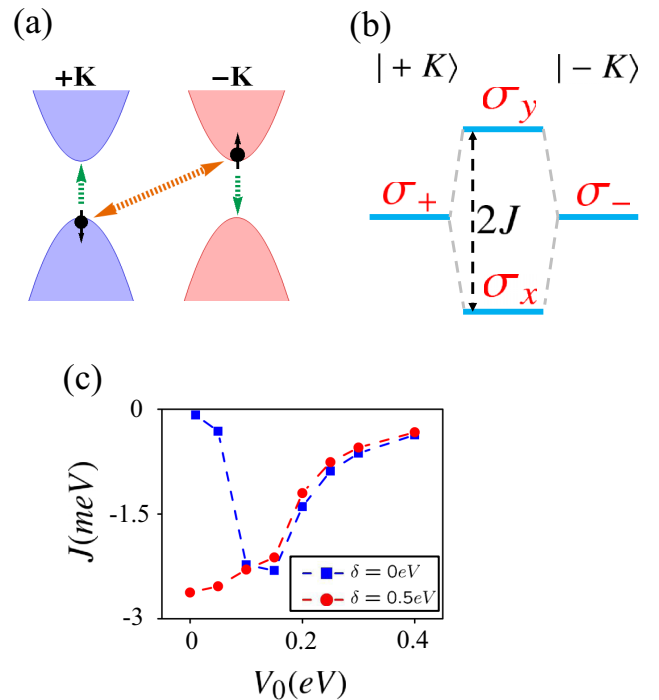 (a)
+K
−K
(b)
| + K⟩
| − K⟩
σy
σ+
σ−
2J
σx
(c)
0
-1.5
-3
J(meV)
δ = 0eV
δ = 0.5eV
0
0.2
0.4
V0(eV)